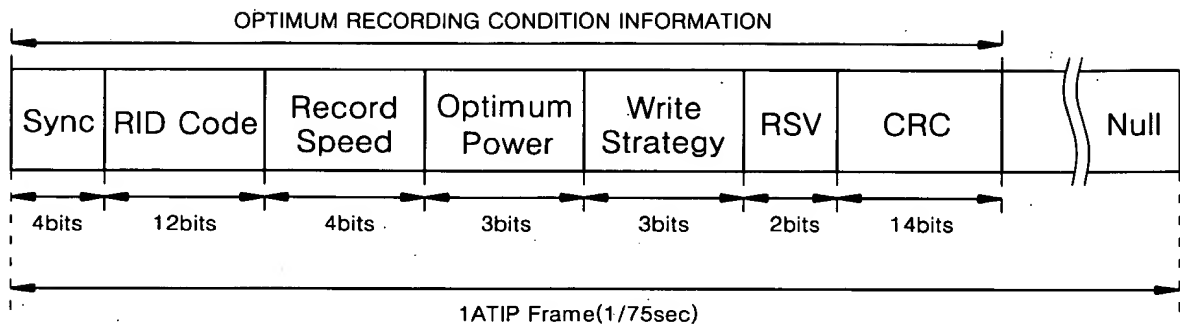 OPTIMUM RECORDING CONDITION INFORMATION
Sync
RID Code
Record
Speed
Optimum
Power
Write
Strategy
RSV
CRC
Null
4bits
12bits
4bits
3bits
3bits
2bits
14bits
1ATIP Frame(1/75sec)